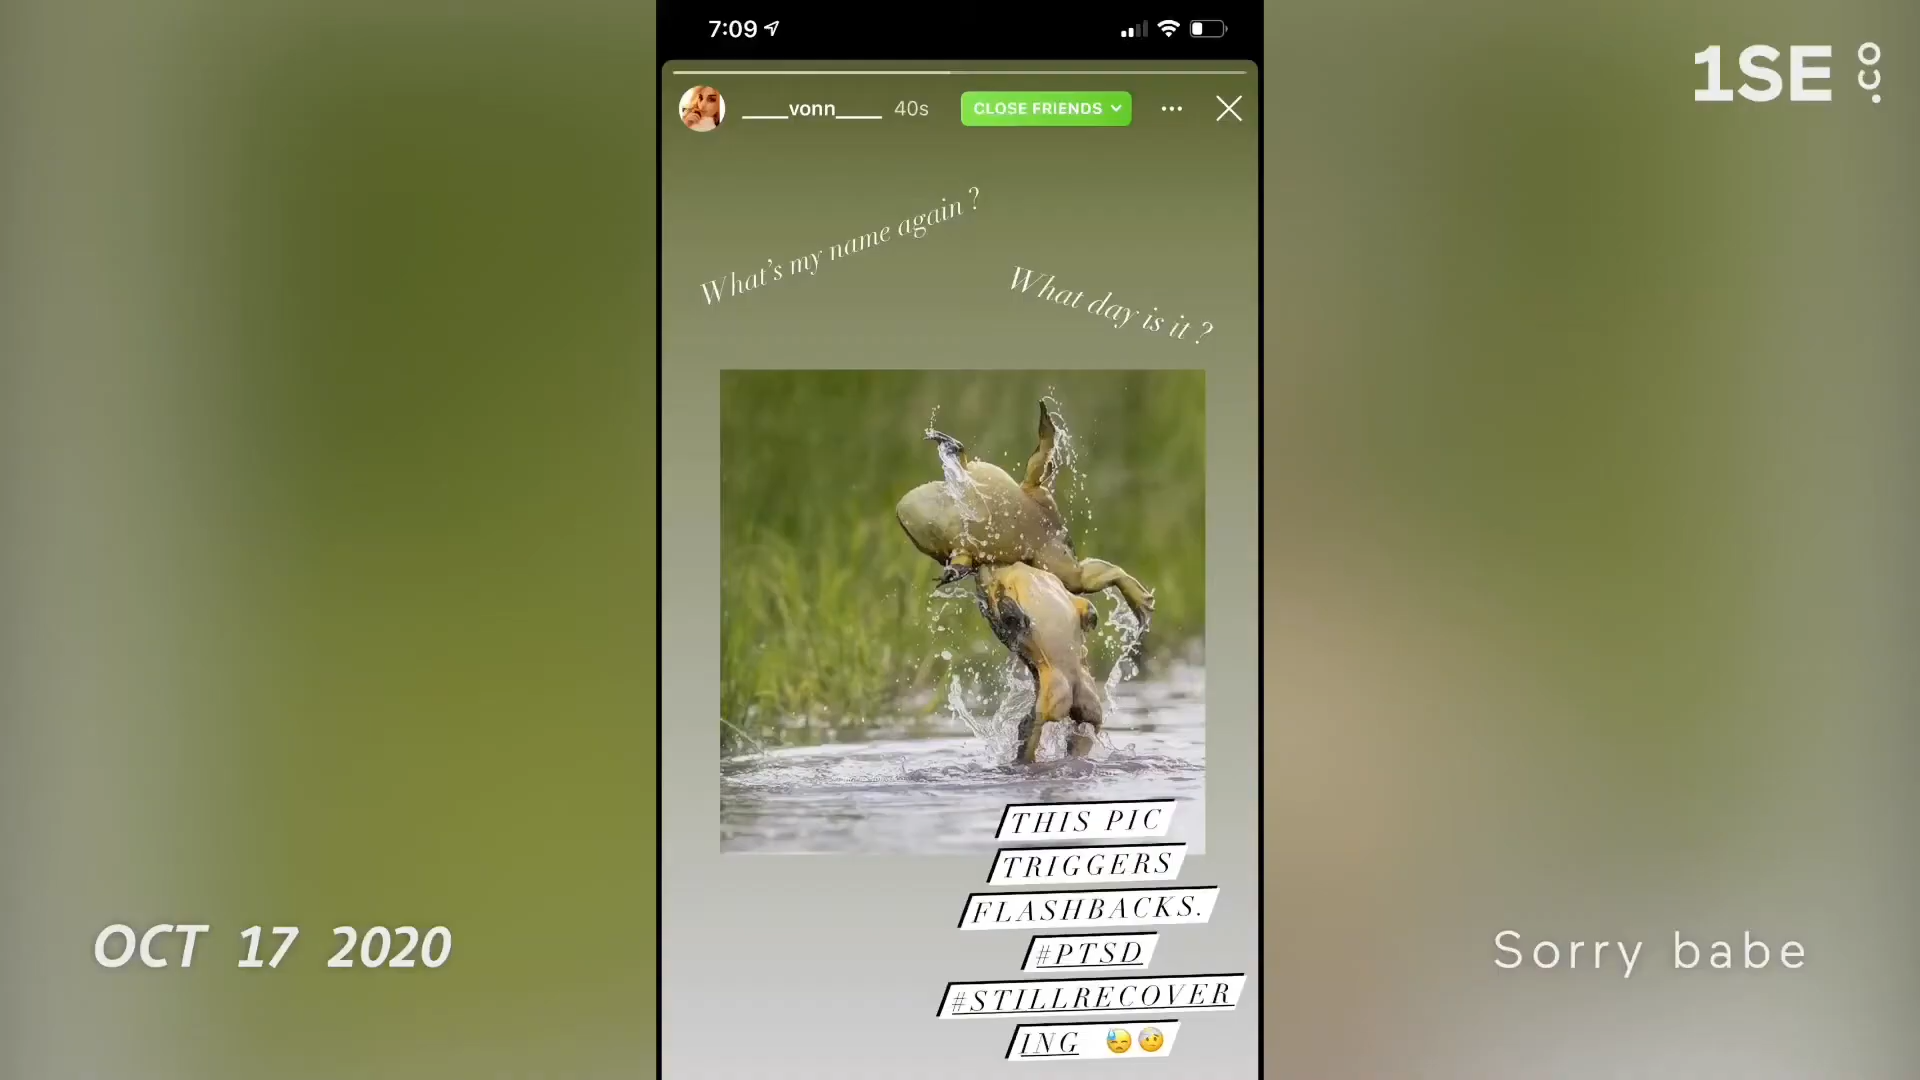 7:09
1SE
.CO
____vonn____ 40s CLOSE FRIENDS
What's my name again ?
What day is it ?
THIS PIC
TRIGGERS
FLASHBACKS.
#PTSD
#STILLRECOVER
ING 😓🤕
OCT 17 2020
Sorry babe